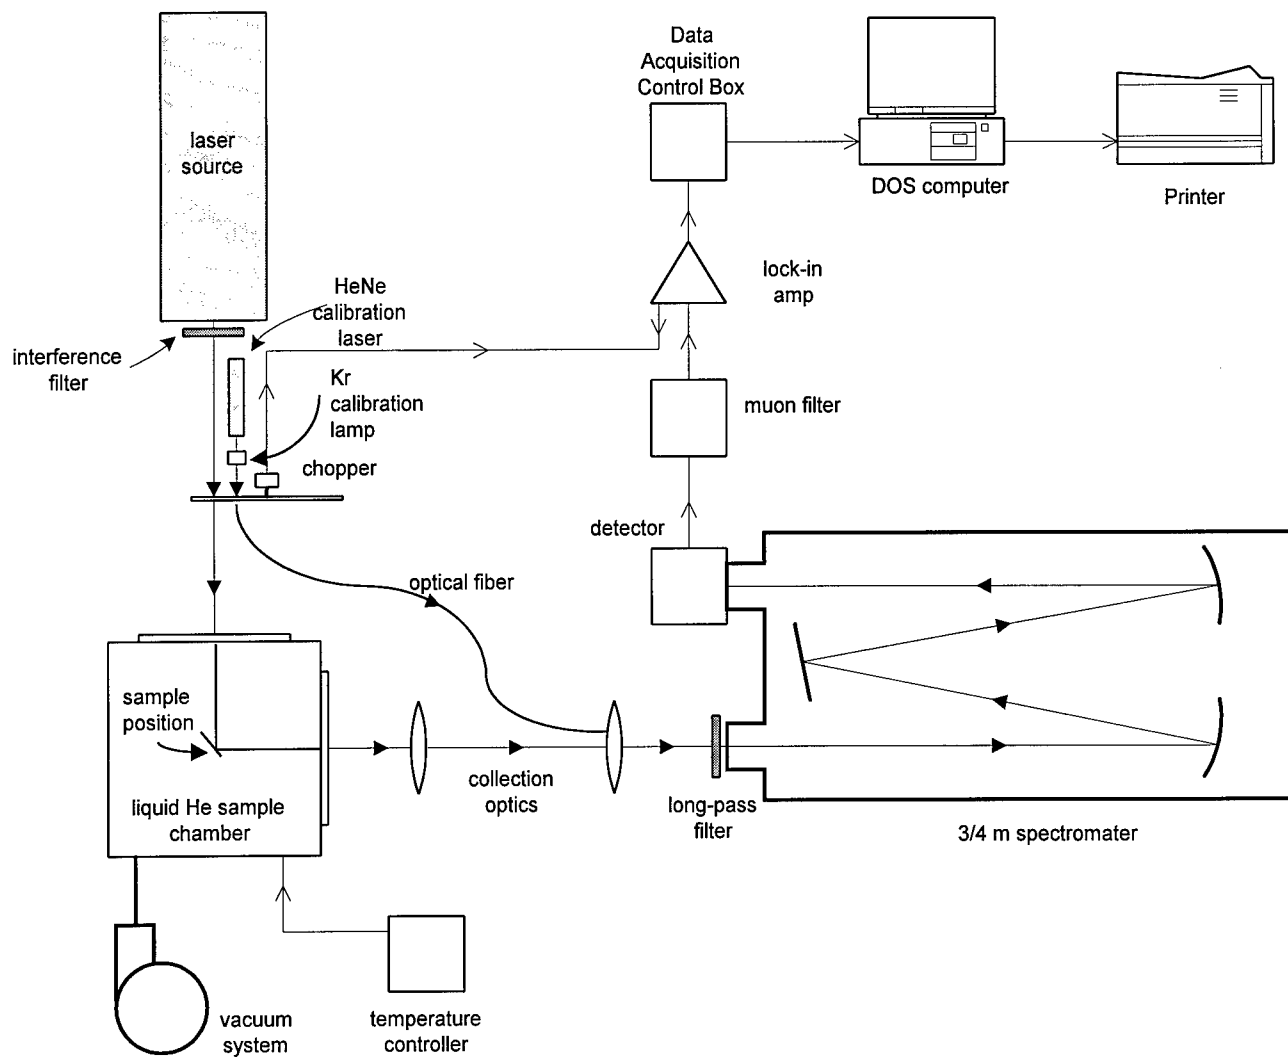 Data
Acquisition
Control Box
laser
source
DOS computer
Printer
HeNe
calibration
laser
lock-in
amp
interference
filter
Kr
calibration
lamp
muon filter
chopper
detector
optical fiber
sample
position
collection
optics
long-pass
filter
liquid He sample
chamber
3/4 m spectromater
vacuum
system
temperature
controller